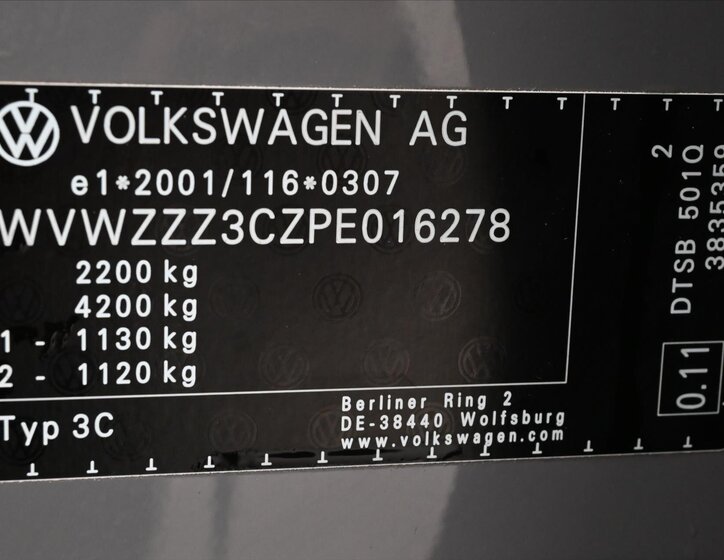 VOLKSWAGEN AG
e1*2001/116*0307
WVWZZZ3CZPE016278
2200 kg
4200 kg
1 - 1130 kg
2 - 1120 kg
Typ 3C
Berliner Ring 2
DE-38440 Wolfsburg
www.volkswagen.com
2
DTSB 501Q
8835359
0.11